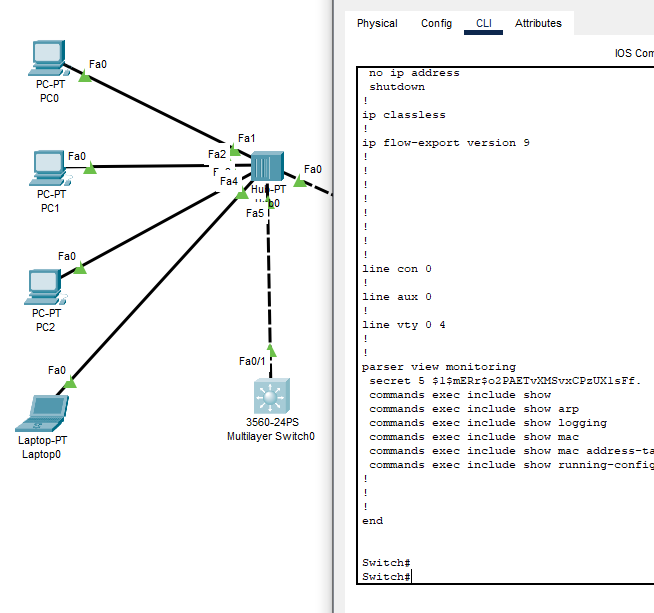 Physical Config CLI Attributes
IOS Com
Fa0
PC-PT
PC0
Fa1
Fa0
PC-PT
PC1
Fa2
Fa4
Hub-PT
Fa0
Fa5
Fa0
PC-PT
PC2
Fa0
Laptop-PT
Laptop0
Fa0/1
3560-24PS
Multilayer Switch0
no ip address
shutdown
!
ip classless
!
ip flow-export version 9
!
!
!
!
!
!
!
!
line con 0
!
line aux 0
!
line vty 0 4
!
!
parser view monitoring
secret 5 $1$mERr$o2PAETvXMSvxCPzUX1sFf.
commands exec include show
commands exec include show arp
commands exec include show logging
commands exec include show mac
commands exec include show mac address-ta
commands exec include show running-config
!
!
!
end
Switch#
Switch#